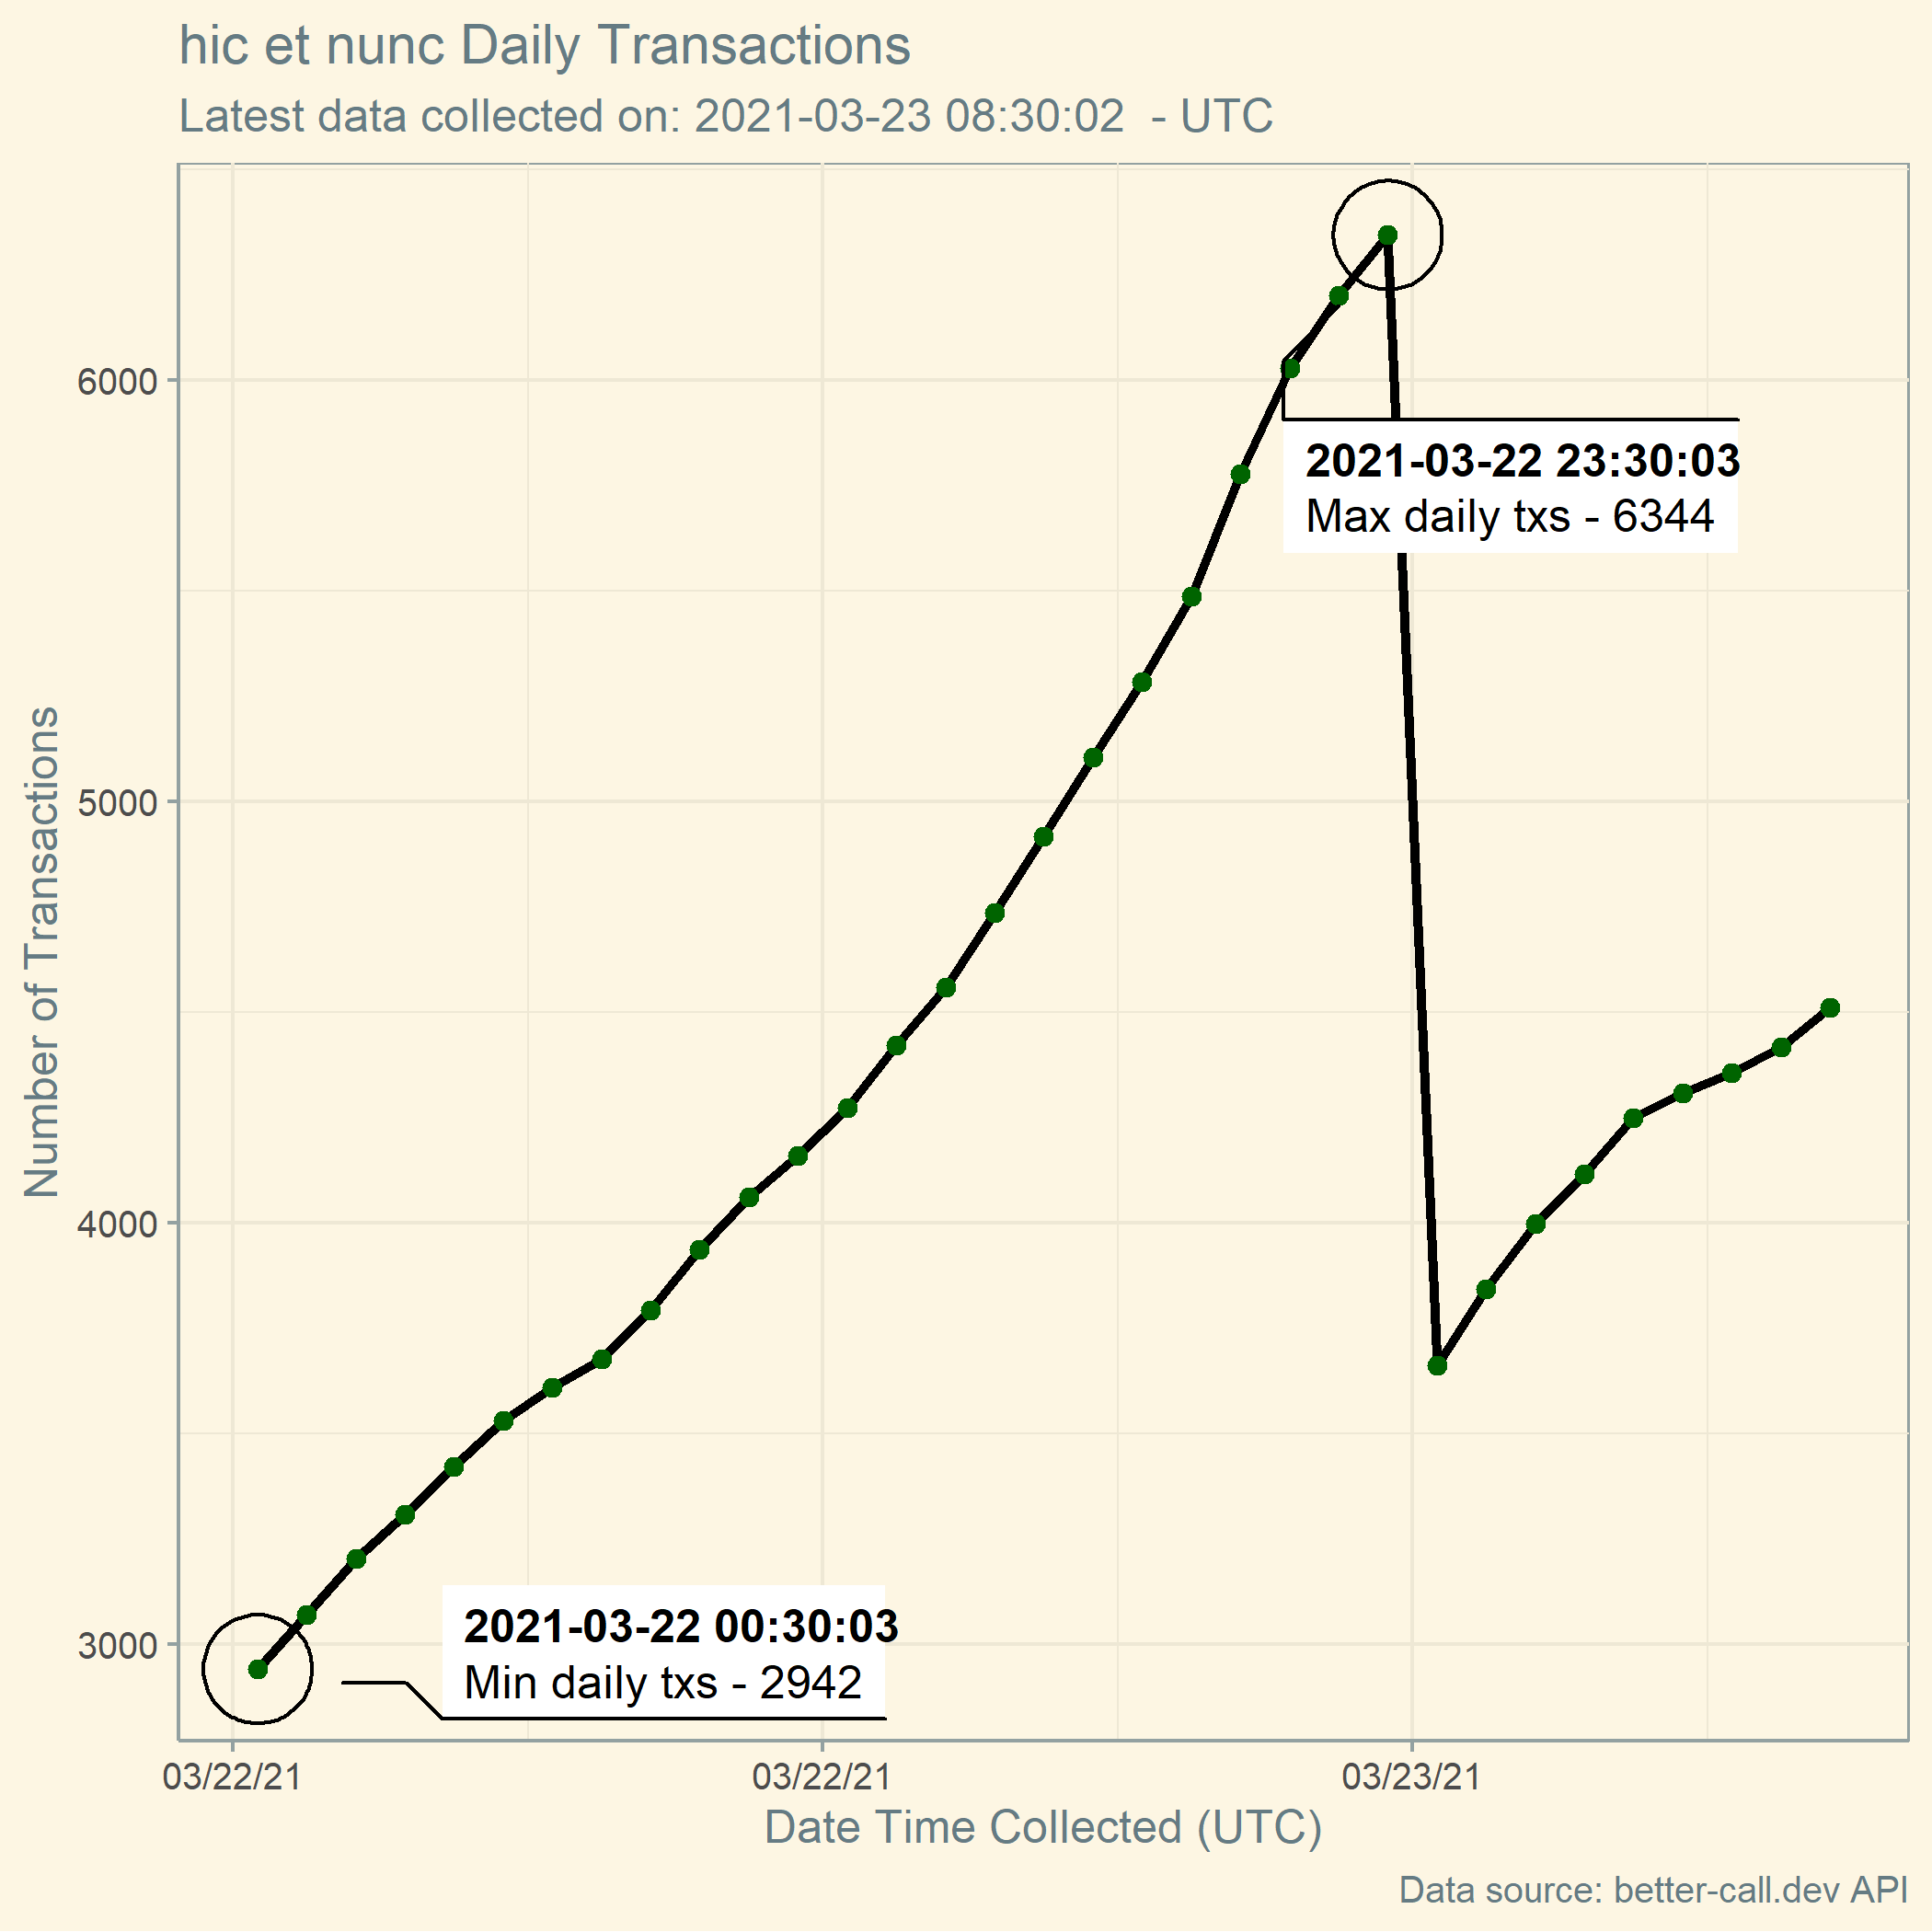 hic et nunc Daily Transactions
Latest data collected on: 2021-03-23 08:30:02  - UTC
Number of Transactions
6000
5000
4000
3000
2021-03-22 23:30:03
Max daily txs - 6344
2021-03-22 00:30:03
Min daily txs - 2942
03/22/21
03/22/21
03/23/21
Date Time Collected (UTC)
Data source: better-call.dev API